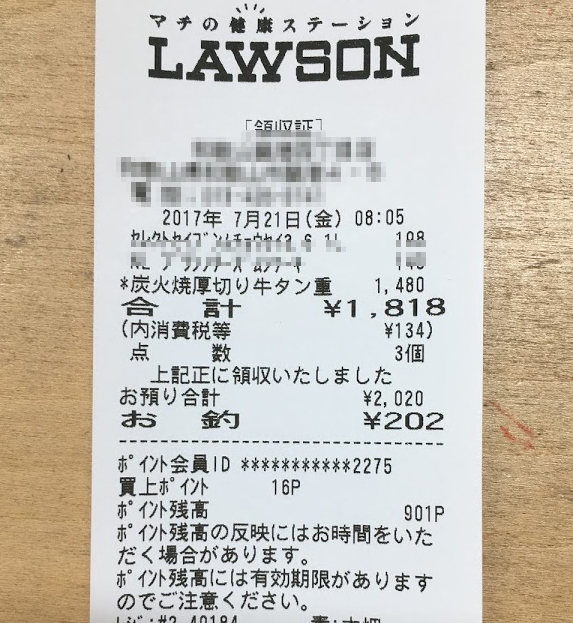 マチの健康ステーション
LAWSON
[領収証]
2017年 7月21日(金) 08:05
*炭火焼厚切り牛タン重 1,480
合 計 ¥1,818
(内消費税等 ¥134)
点 数 3個
上記正に領収いたしました
お預り合計 ¥2,020
お 釣 ¥202
ﾎﾟｲﾝﾄ会員ID ***********2275
買上ﾎﾟｲﾝﾄ 16P
ﾎﾟｲﾝﾄ残高 901P
ﾎﾟｲﾝﾄ残高の反映にはお時間をいた
だく場合があります。
ﾎﾟｲﾝﾄ残高には有効期限があります
のでご注意ください。